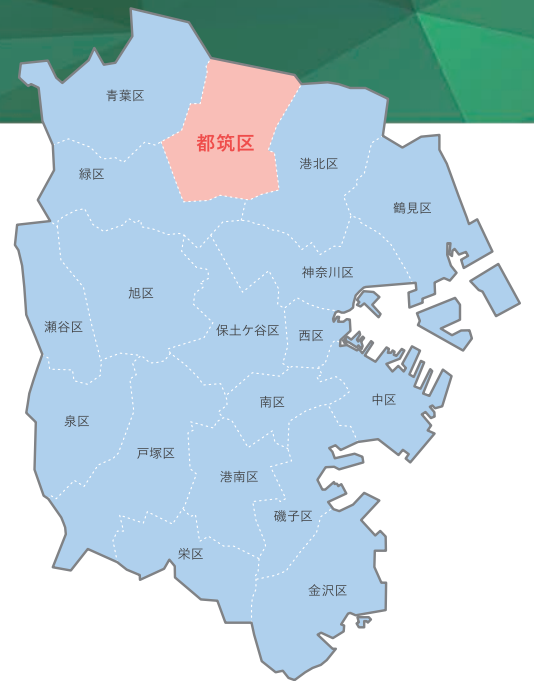 青葉区
都筑区
緑区
港北区
鶴見区
神奈川区
旭区
瀬谷区
保土ケ谷区
西区
南区
中区
泉区
戸塚区
港南区
磯子区
栄区
金沢区